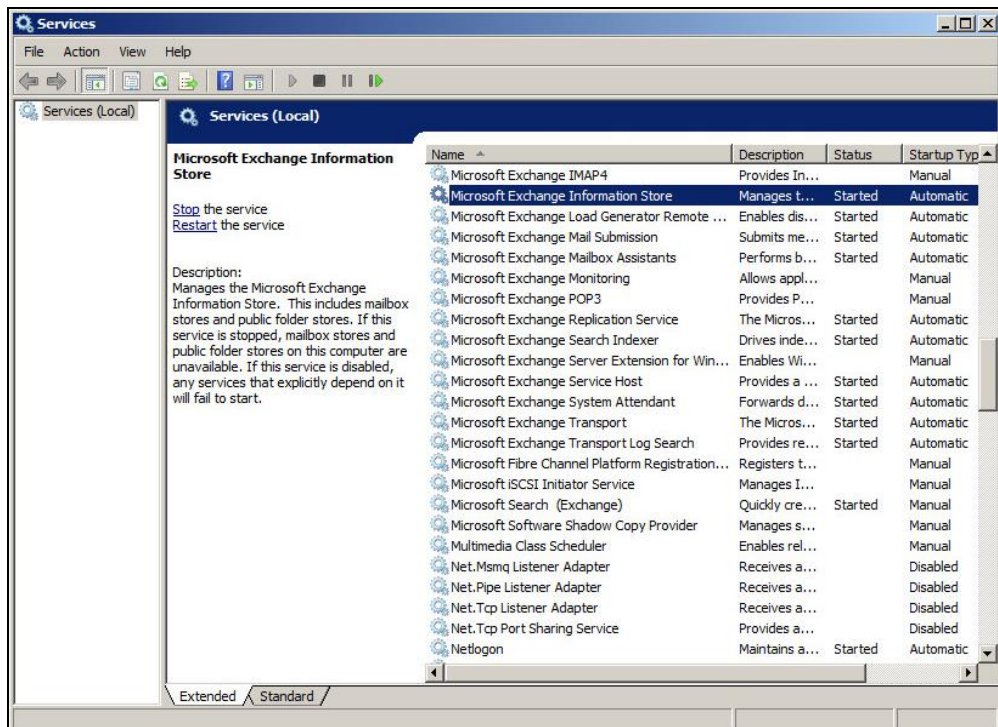 Services
File Action View Help
Services (Local)
Services (Local)
Microsoft Exchange Information
Store
Stop the service
Restart the service
Description:
Manages the Microsoft Exchange
Information Store. This includes mailbox
stores and public folder stores. If this
service is stopped, mailbox stores and
public folder stores on this computer are
unavailable. If this service is disabled,
any services that explicitly depend on it
will fail to start.
Name Description Status Startup Typ
Microsoft Exchange IMAP4 Provides In... Manual
Microsoft Exchange Information Store Manages t... Started Automatic
Microsoft Exchange Load Generator Remote ... Enables dis... Started Automatic
Microsoft Exchange Mail Submission Submits me... Started Automatic
Microsoft Exchange Mailbox Assistants Performs b... Started Automatic
Microsoft Exchange Monitoring Allows appl... Manual
Microsoft Exchange POP3 Provides P... Manual
Microsoft Exchange Replication Service The Micros... Started Automatic
Microsoft Exchange Search Indexer Drives inde... Started Automatic
Microsoft Exchange Server Extension for Win... Enables Wi... Manual
Microsoft Exchange Service Host Provides a ... Started Automatic
Microsoft Exchange System Attendant Forwards d... Started Automatic
Microsoft Exchange Transport The Micros... Started Automatic
Microsoft Exchange Transport Log Search Provides re... Started Automatic
Microsoft Fibre Channel Platform Registration... Registers t... Manual
Microsoft iSCSI Initiator Service Manages I... Manual
Microsoft Search (Exchange) Quickly cre... Started Manual
Microsoft Software Shadow Copy Provider Manages s... Manual
Multimedia Class Scheduler Enables rel... Manual
Net.Msmq Listener Adapter Receives a... Disabled
Net.Pipe Listener Adapter Receives a... Disabled
Net.Tcp Listener Adapter Receives a... Disabled
Net.Tcp Port Sharing Service Provides a... Disabled
Netlogon Maintains a... Started Automatic
Extended Standard